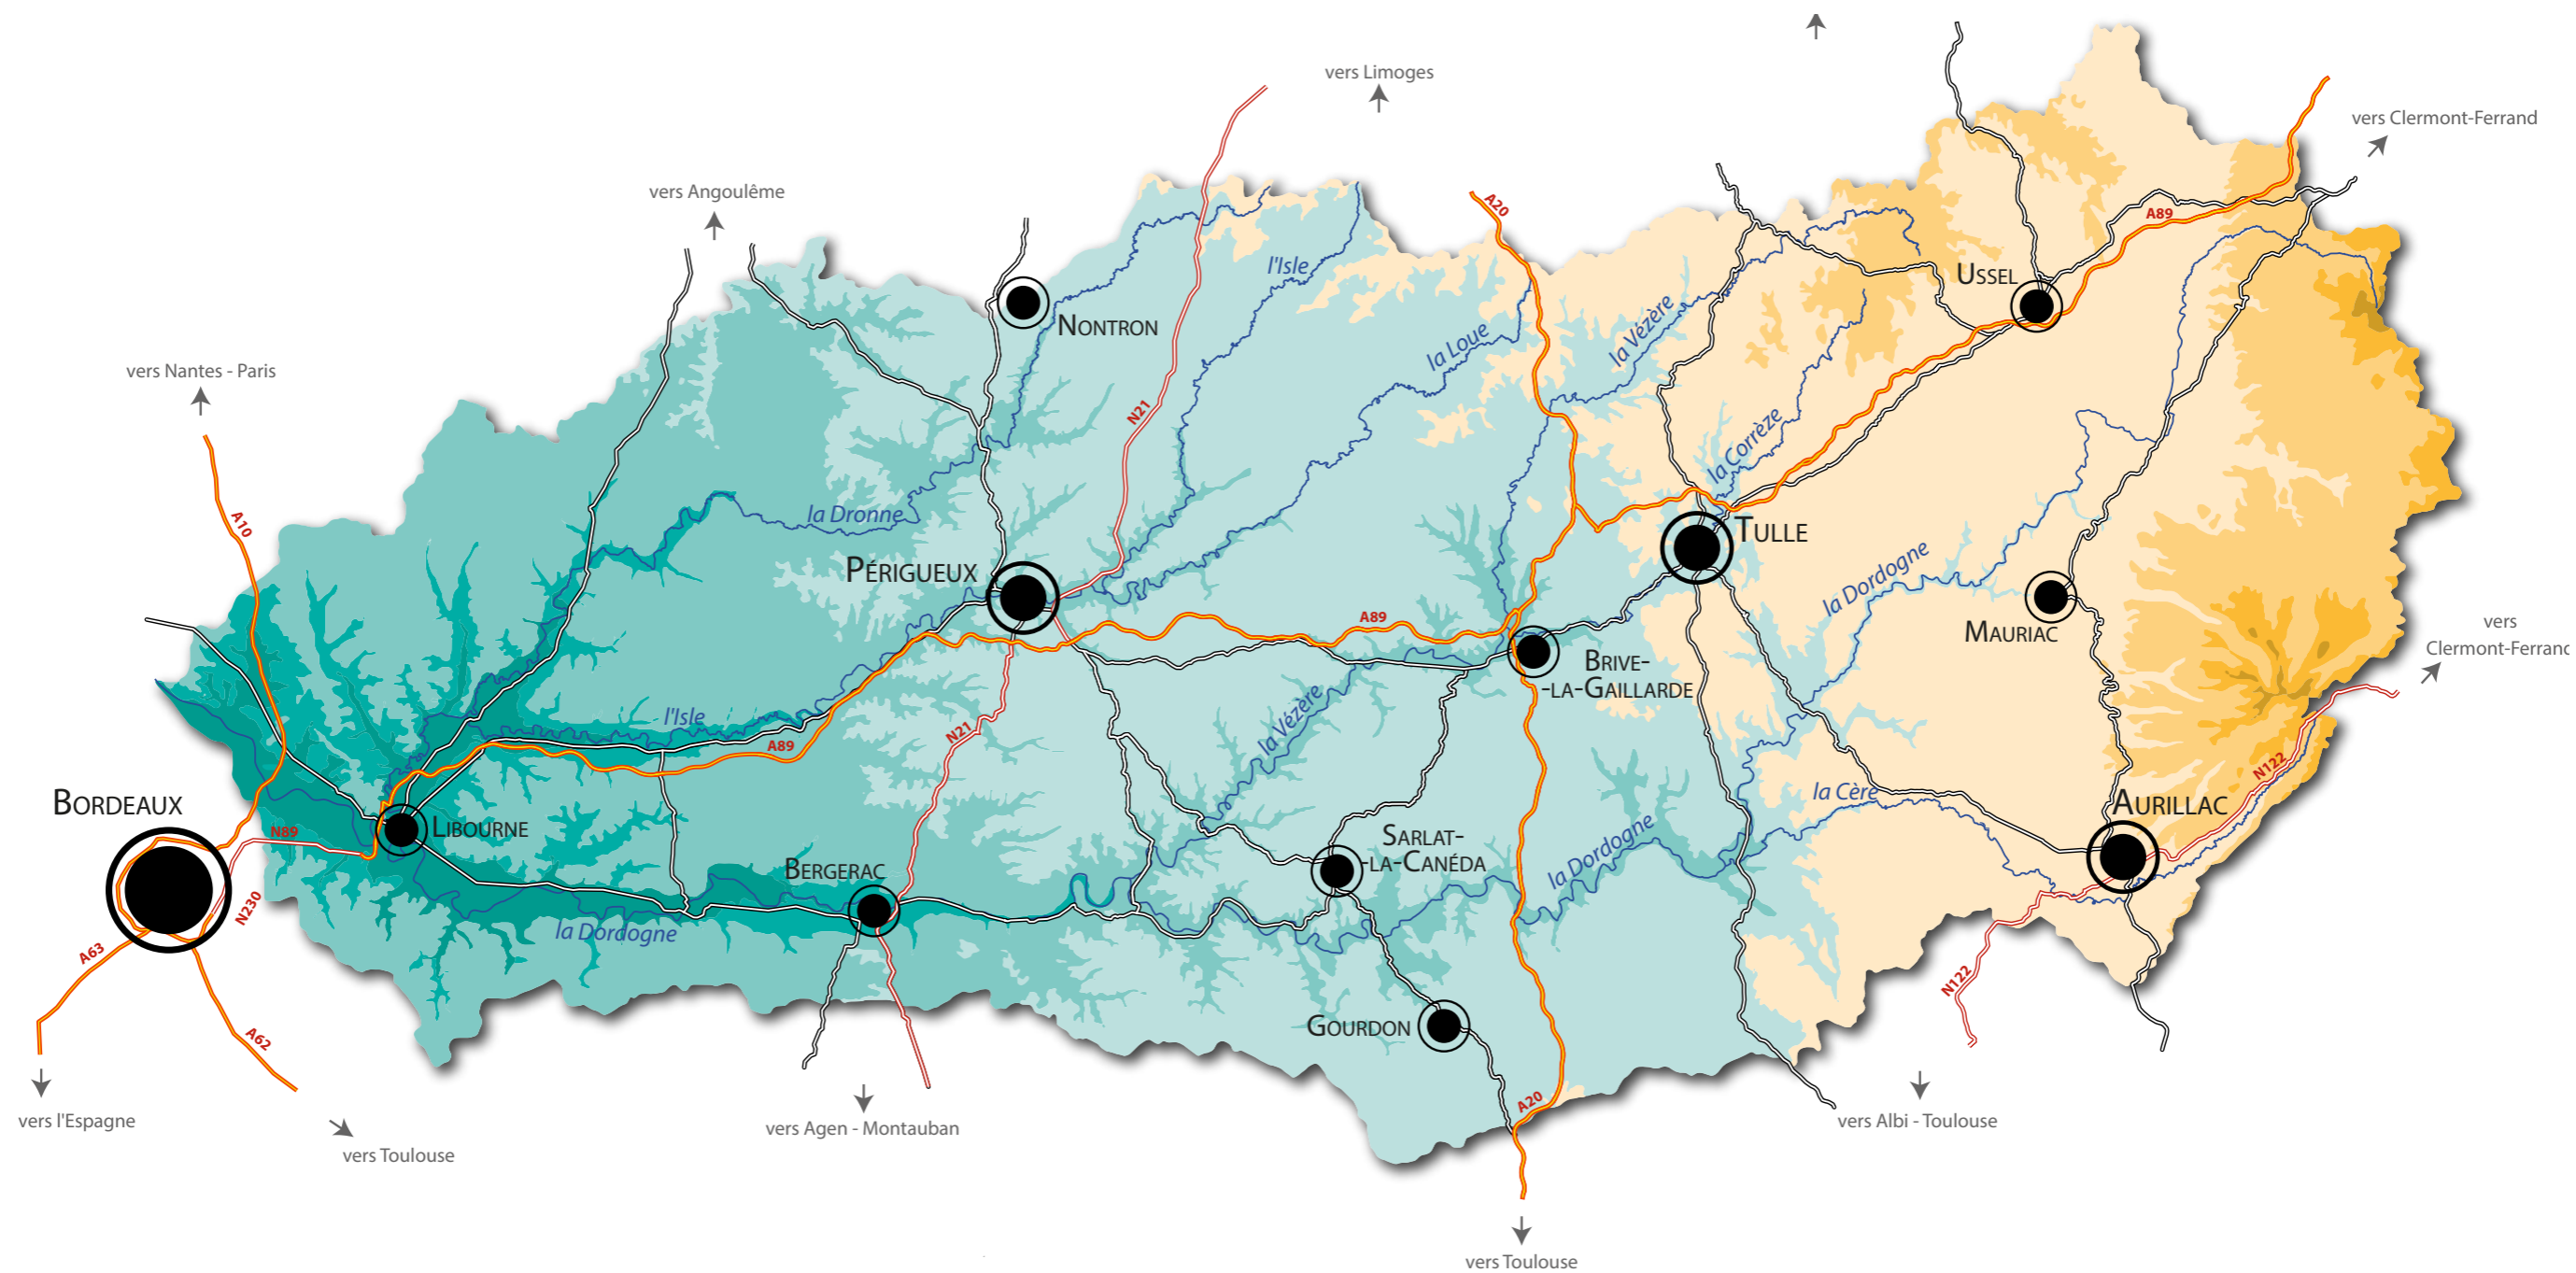 vers Limoges
vers Clermont-Ferrand
vers Angoulême
A20
A89
l'Isle
USSEL
NONTRON
la Vézère
la Loue
vers Nantes - Paris
N21
la Corrèze
A10
la Dronne
TULLE
PÉRIGUEUX
la Dordogne
A89
MAURIAC
vers
Clermont-Ferrand
BRIVE-
-LA-GAILLARDE
l'Isle
la Vézère
N21
A89
N122
la Cère
BORDEAUX
AURILLAC
LIBOURNE
N89
SARLAT-
-LA-CANÉDA
la Dordogne
BERGERAC
N230
la Dordogne
A63
N122
GOURDON
A62
A20
vers l'Espagne
vers Agen - Montauban
vers Albi - Toulouse
vers Toulouse
vers Toulouse